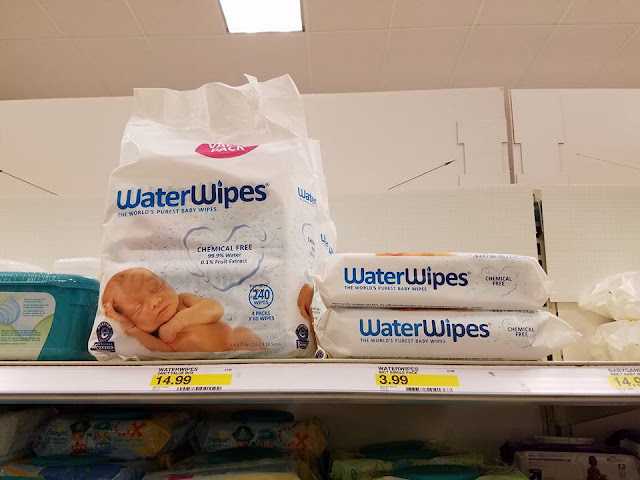 VALUE
PACK
WaterWipes
THE WORLD'S PUREST BABY WIPES
CHEMICAL FREE
99.9% Water
0.1% Fruit Extract
240
WIPES
4 PACKS
X 60 WIPES
WaterWipes
THE WORLD'S PUREST BABY WIPES
CHEMICAL
FREE
WaterWipes
THE WORLD'S PUREST BABY WIPES
CHEMICAL
FREE
WATERWIPES
14.99
WATERWIPES
3.99